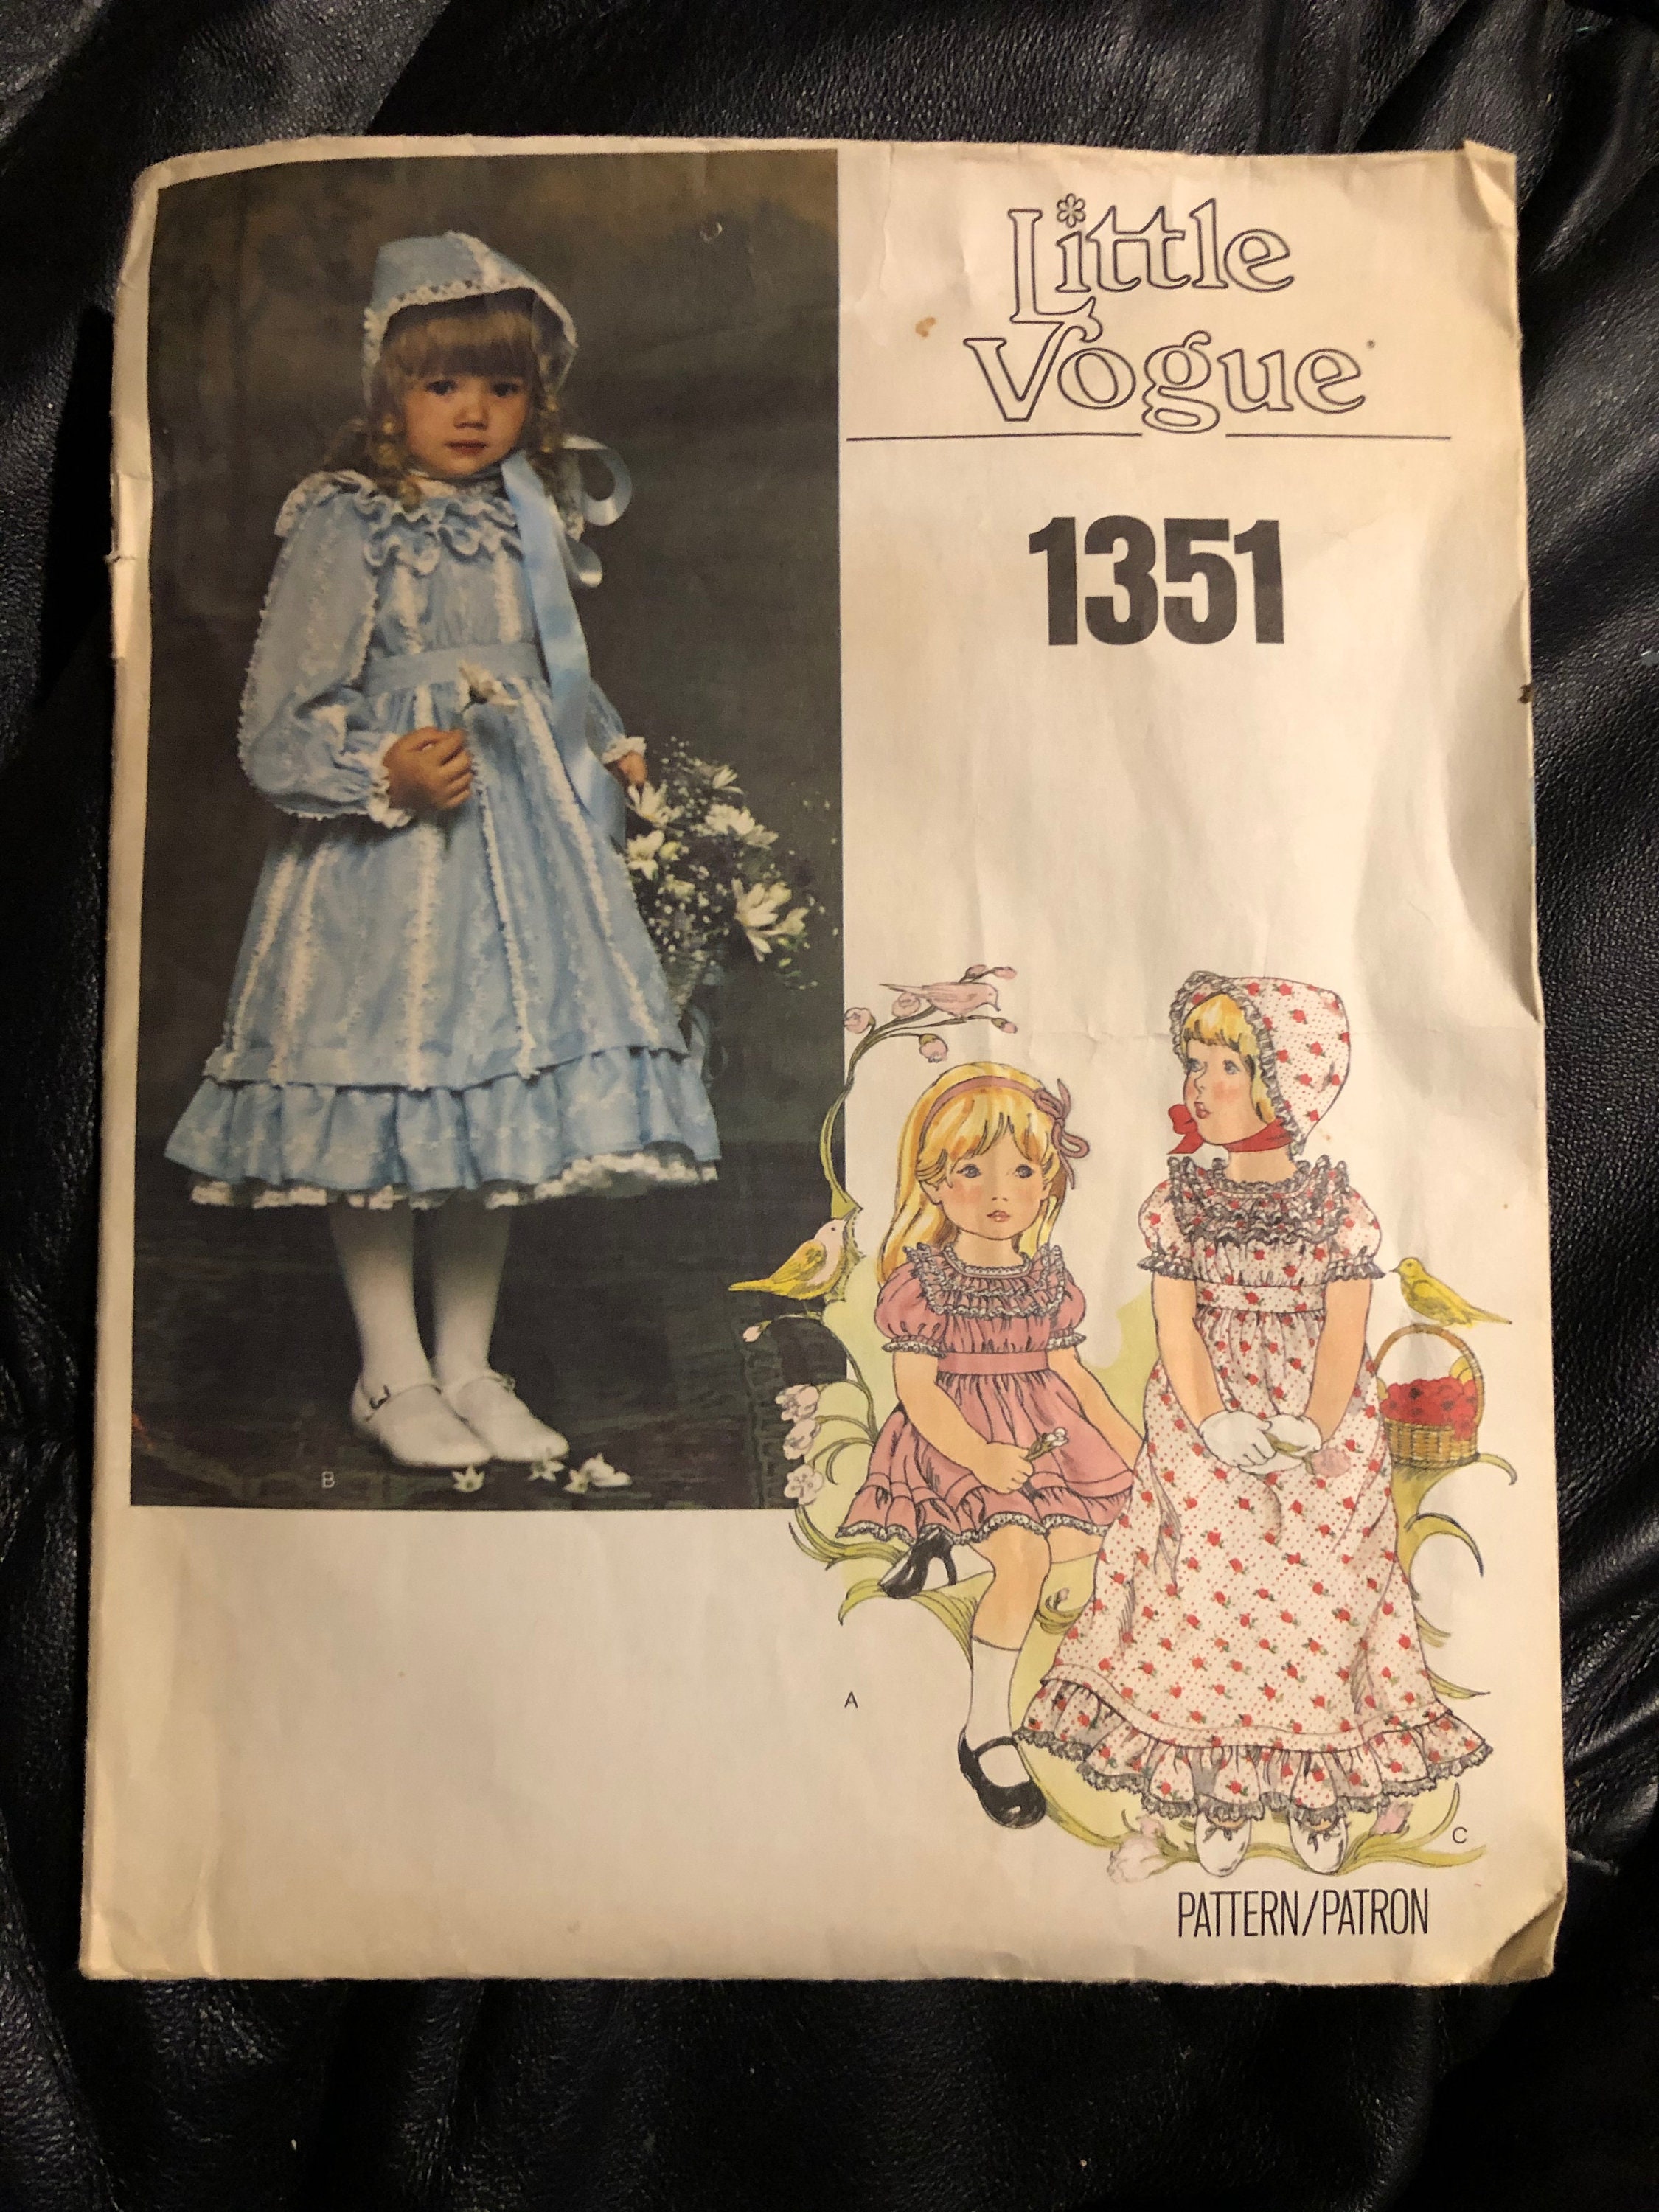 Little
Vogue®
1351
B
A
C
PATTERN/PATRON